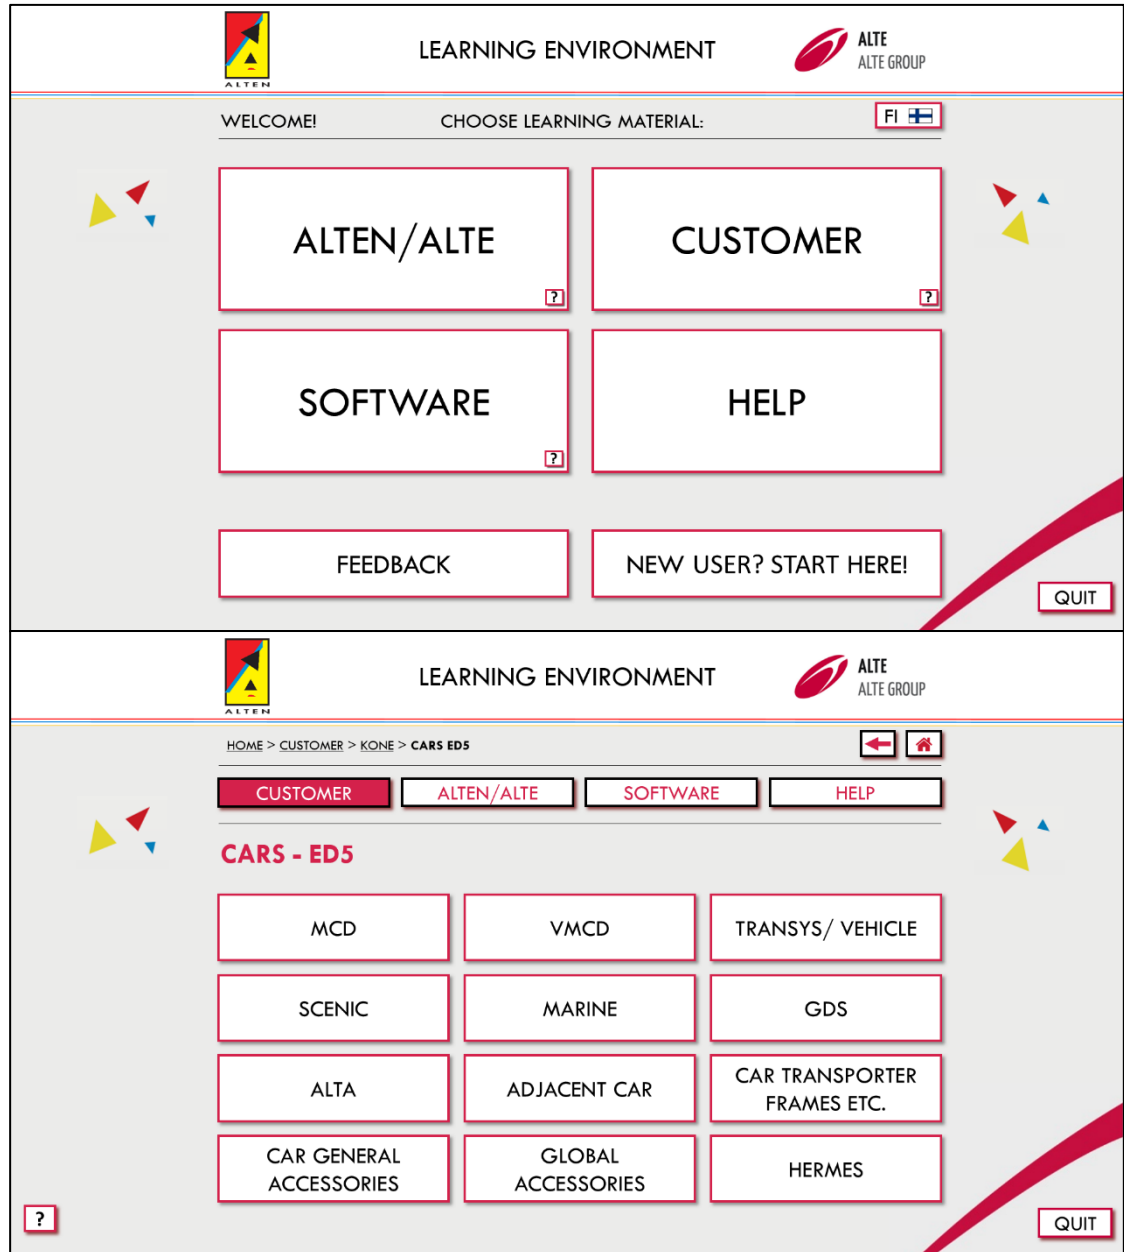 ALTEN
LEARNING ENVIRONMENT
ALTE
ALTE GROUP
WELCOME!
CHOOSE LEARNING MATERIAL:
FI
ALTEN/ALTE
?
CUSTOMER
?
SOFTWARE
?
HELP
FEEDBACK
NEW USER? START HERE!
QUIT
ALTEN
LEARNING ENVIRONMENT
ALTE
ALTE GROUP
HOME > CUSTOMER > KONE > CARS ED5
CUSTOMER
ALTEN/ALTE
SOFTWARE
HELP
CARS - ED5
MCD
VMCD
TRANSYS/ VEHICLE
SCENIC
MARINE
GDS
ALTA
ADJACENT CAR
CAR TRANSPORTER
FRAMES ETC.
CAR GENERAL
ACCESSORIES
GLOBAL
ACCESSORIES
HERMES
?
QUIT